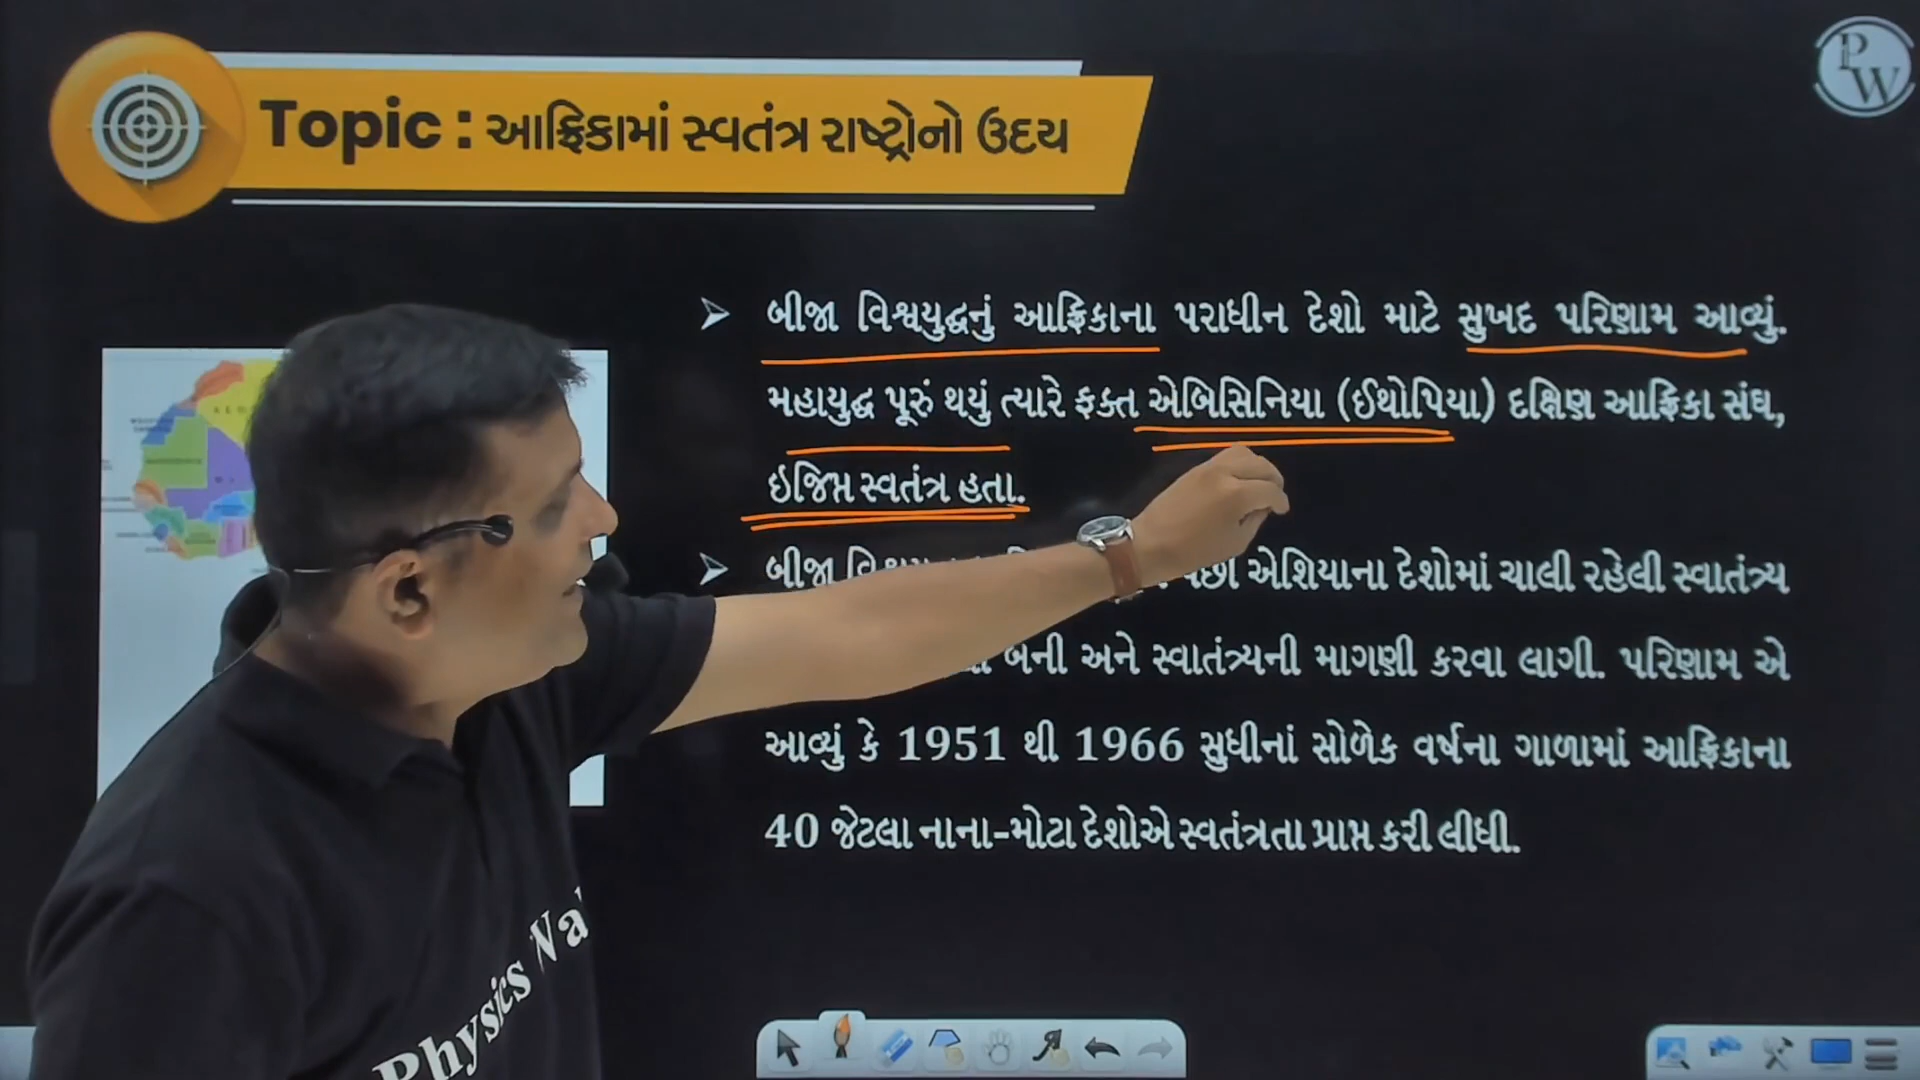 PW
Topic : આફ્રિકામાં સ્વતંત્ર રાષ્ટ્રોનો ઉદય
બીજા વિશ્વયુદ્ધનું આફ્રિકાના પરાધીન દેશો માટે સુખદ પરિણામ આવ્યું.
મહાયુદ્ધ પૂરું થયું ત્યારે ફક્ત એબિસિનિયા (ઈથોપિયા) દક્ષિણ આફ્રિકા સંઘ,
ઇજિપ્ત સ્વતંત્ર હતા.
બીજા એશિયાના દેશોમાં ચાલી રહેલી સ્વાતંત્ર્ય
બની અને સ્વાતંત્ર્યની માગણી કરવા લાગી. પરિણામ એ
આવ્યું કે 1951 થી 1966 સુધીનાં સોળેક વર્ષના ગાળામાં આફ્રિકાના
40 જેટલા નાના-મોટા દેશોએ સ્વતંત્રતા પ્રાપ્ત કરી લીધી.
Physics Wa